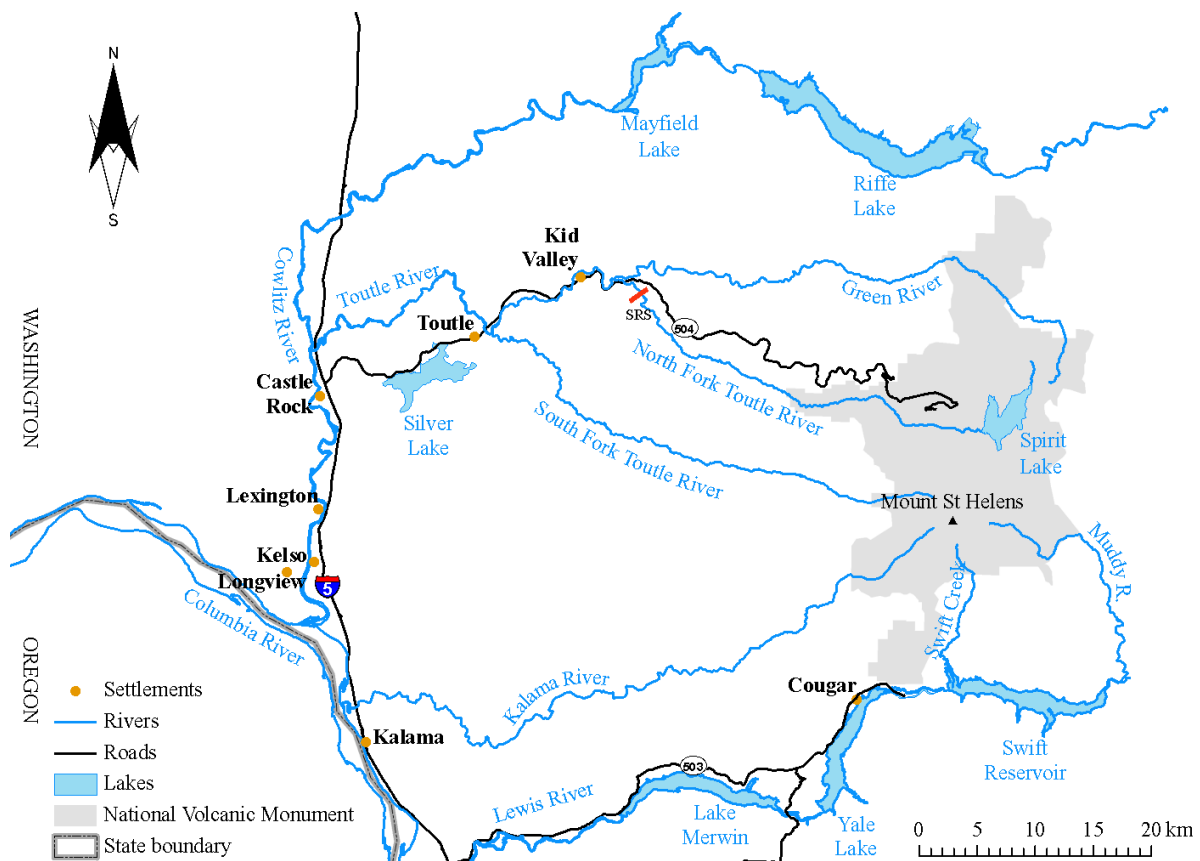 N
S
Mayfield
Lake
Riffe
Lake
Kid
Valley
Cowlitz River
Toutle River
Green River
WASHINGTON
SRS
504
Toutle
North Fork Toutle River
Castle
Rock
Silver
Lake
South Fork Toutle River
Spirit
Lake
Lexington
Mount St Helens
Muddy R.
Kelso
Longview
5
Swift Creek
Columbia River
OREGON
Settlements
Rivers
Roads
Lakes
National Volcanic Monument
State boundary
Kalama River
Cougar
Kalama
Swift
Reservoir
503
Lewis River
Lake
Merwin
Yale
Lake
0 5 10 15 20 km